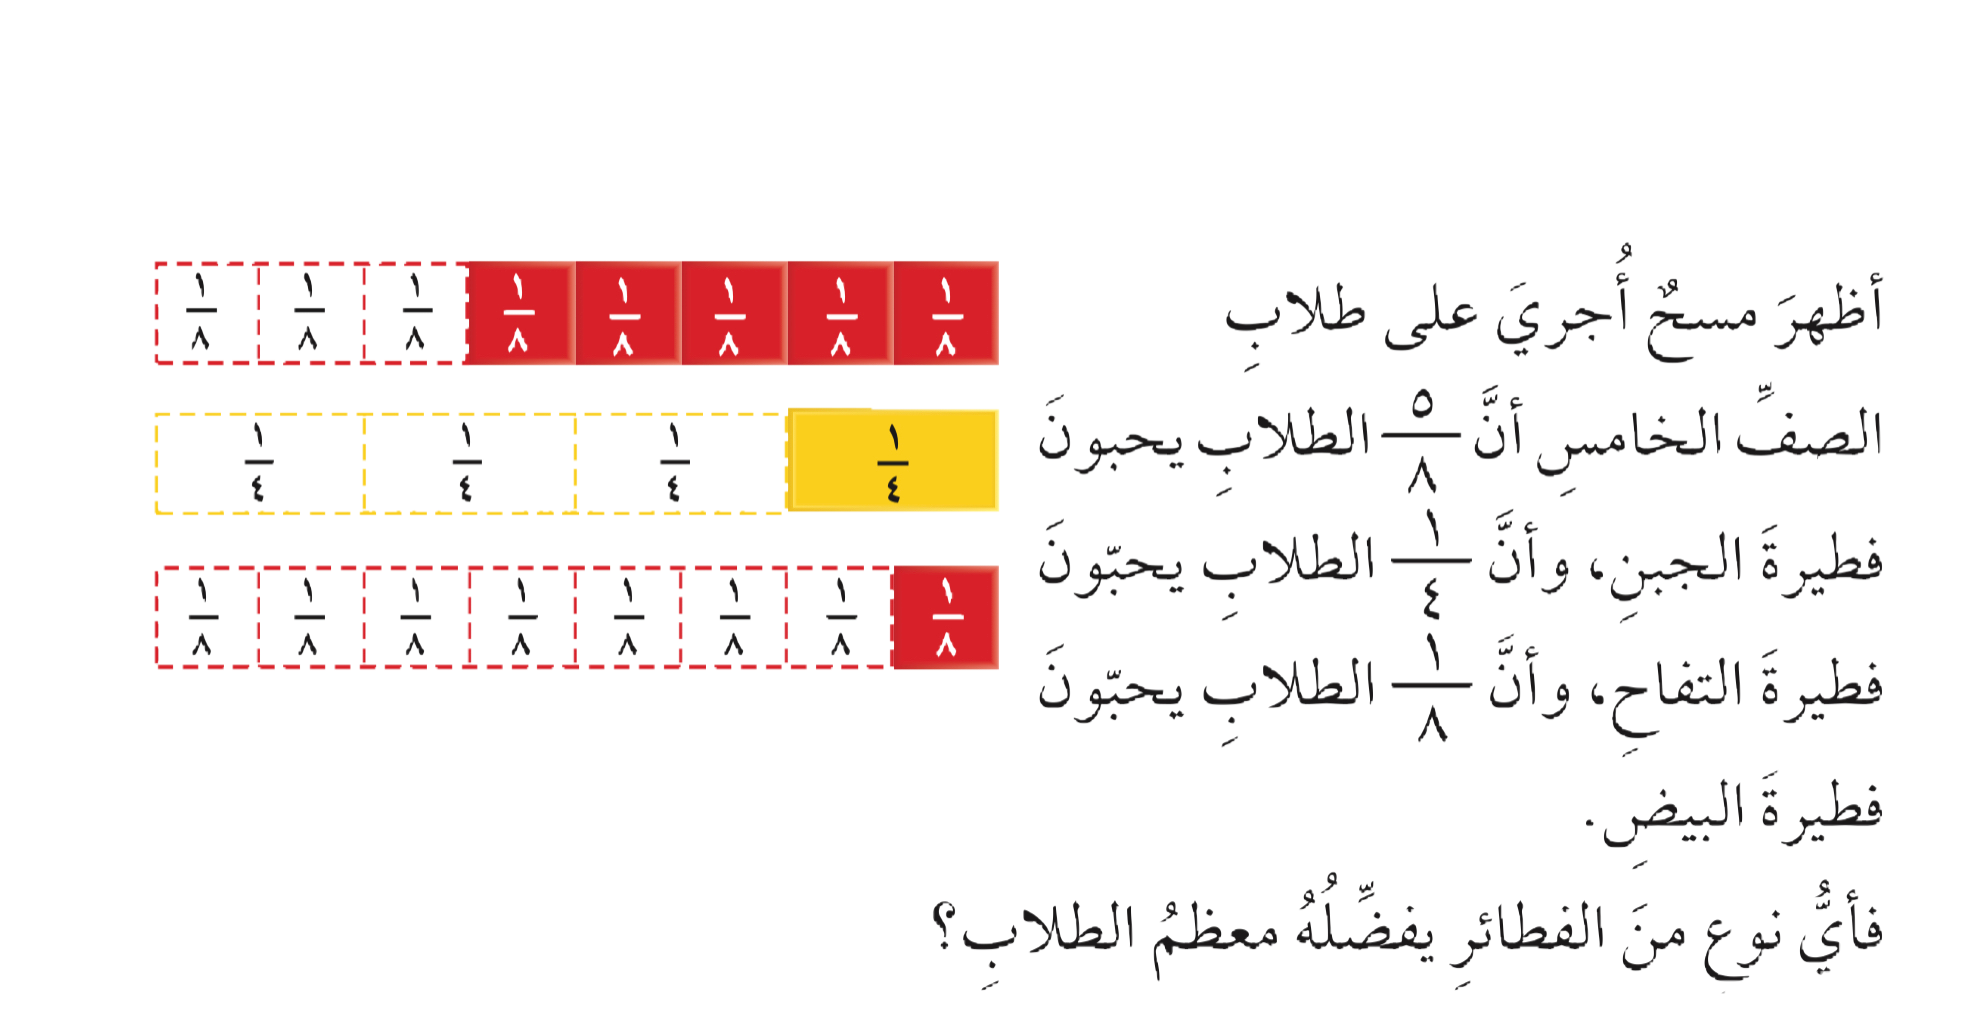 أظهرَ مسحٌ أُجريَ على طلابِ
الصفِّ الخامسِ أنَّ ٥/٨ الطلابِ يحبونَ
فطيرةَ الجبنِ، وأنَّ ١/٤ الطلابِ يحبّونَ
فطيرةَ التفاحِ، وأنَّ ١/٨ الطلابِ يحبّونَ
فطيرةَ البيضِ.
فأيُّ نوعٍ منَ الفطائرِ يفضِّلُهُ معظمُ الطلابِ؟
١/٨ ١/٨ ١/٨ ١/٨ ١/٨ ١/٨ ١/٨ ١/٨
١/٤ ١/٤ ١/٤ ١/٤
١/٨ ١/٨ ١/٨ ١/٨ ١/٨ ١/٨ ١/٨ ١/٨